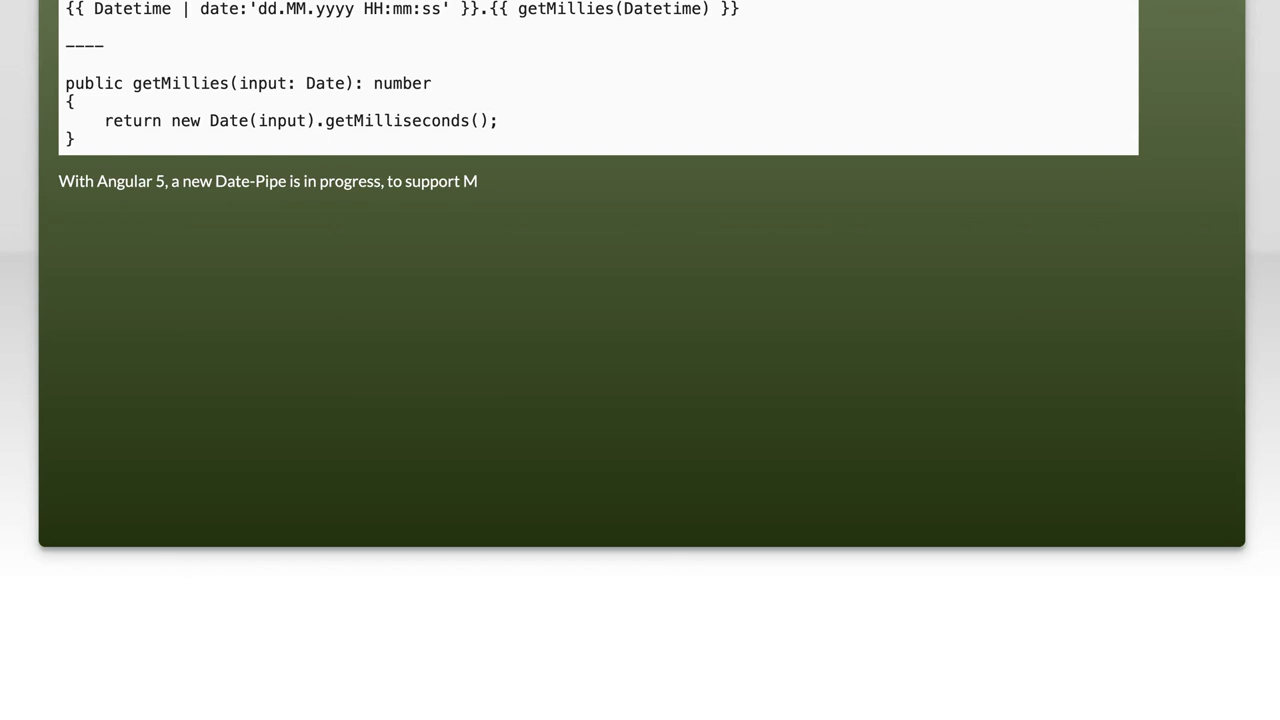 {{ Datetime | date:'dd.MM.yyyy HH:mm:ss' }}.{{ getMillies(Datetime) }}
----
public getMillies(input: Date): number
{
    return new Date(input).getMilliseconds();
}
With Angular 5, a new Date-Pipe is in progress, to support M